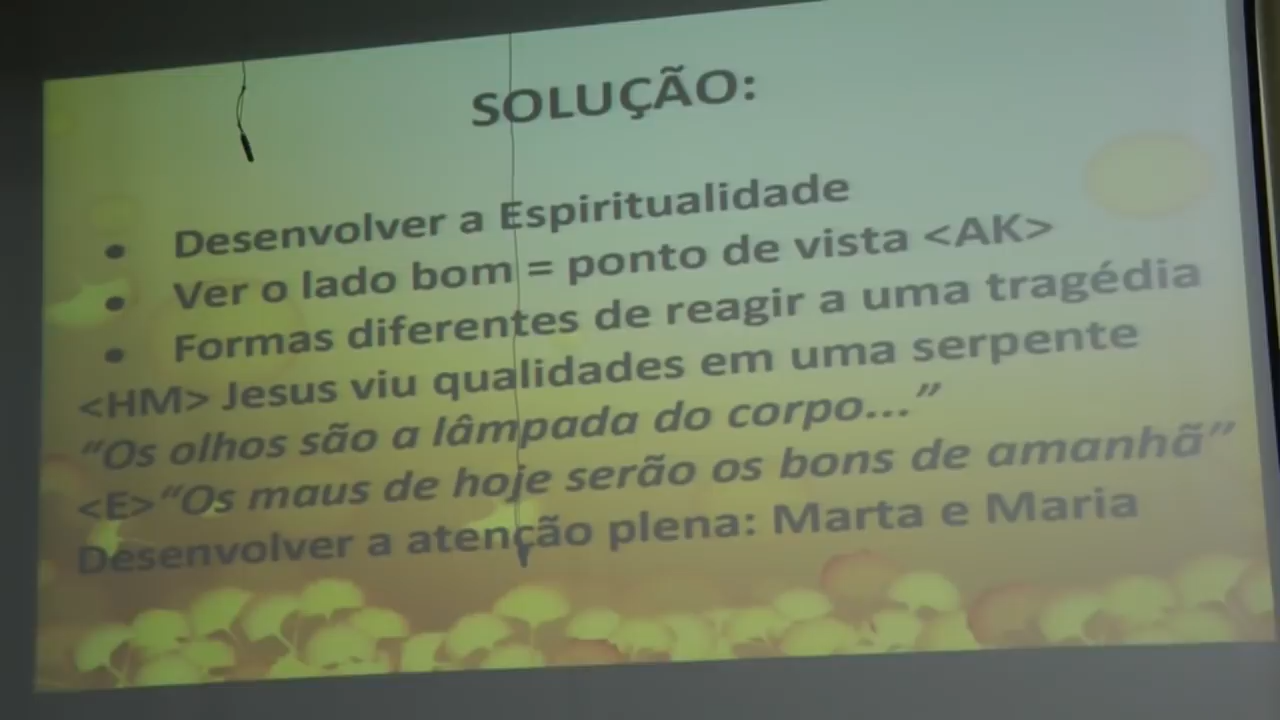 SOLUÇÃO:
• Desenvolver a Espiritualidade
• Ver o lado bom = ponto de vista <AK>
• Formas diferentes de reagir a uma tragédia
<HM> Jesus viu qualidades em uma serpente
“Os olhos são a lâmpada do corpo...”
<E>“Os maus de hoje serão os bons de amanhã”
Desenvolver a atenção plena: Marta e Maria